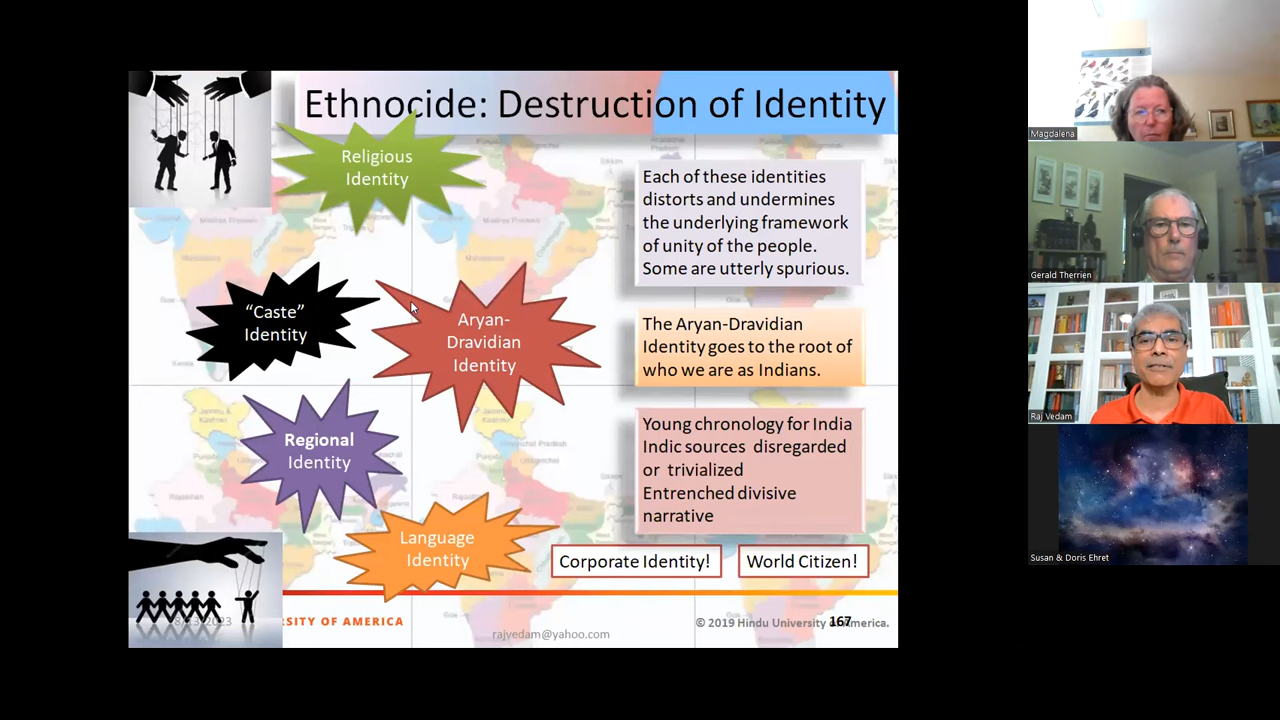 Ethnocide: Destruction of Identity
Religious
Identity
Each of these identities
distorts and undermines
the underlying framework
of unity of the people.
Some are utterly spurious.
"Caste"
Identity
Aryan-
Dravidian
Identity
The Aryan-Dravidian
Identity goes to the root of
who we are as Indians.
Regional
Identity
Young chronology for India
Indic sources disregarded
or trivialized
Entrenched divisive
narrative
Language
Identity
Corporate Identity!
World Citizen!
2023
SITY OF AMERICA
rajvedam@yahoo.com
© 2019 Hindu University of America.
167
Magdalena
Gerald Therrien
Raj Vedam
Susan & Doris Ehret